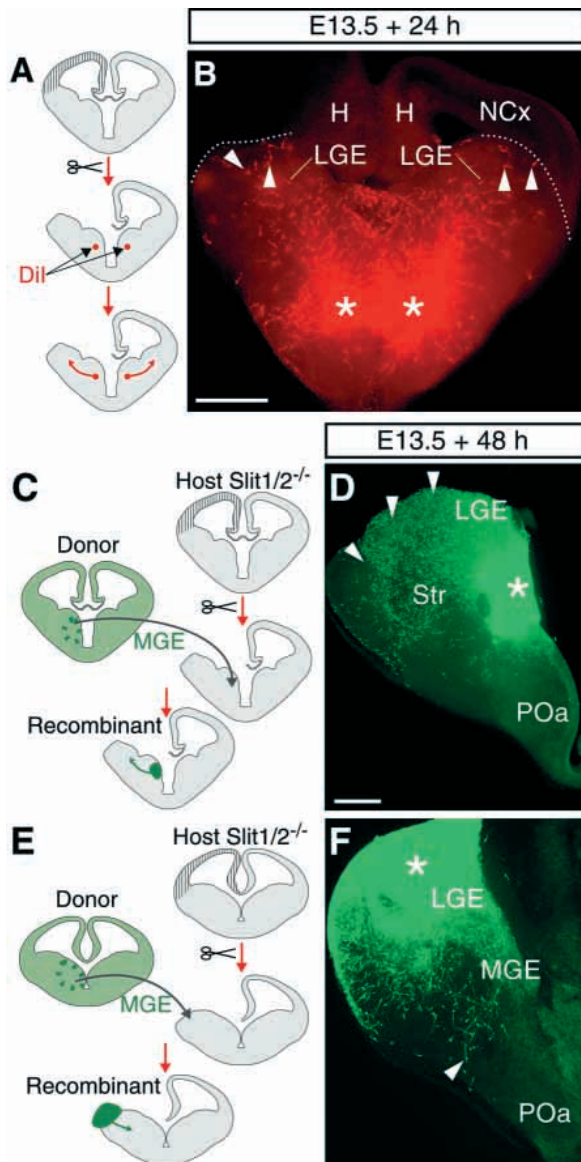 E13.5 + 24 h
A
DiI
B
H H NCx
LGE LGE
* *
E13.5 + 48 h
C
Host Slit1/2-/-
Donor
MGE
Recombinant
D
LGE
Str
*
POa
E
Host Slit1/2-/-
Donor
MGE
Recombinant
F
*
LGE
MGE
POa